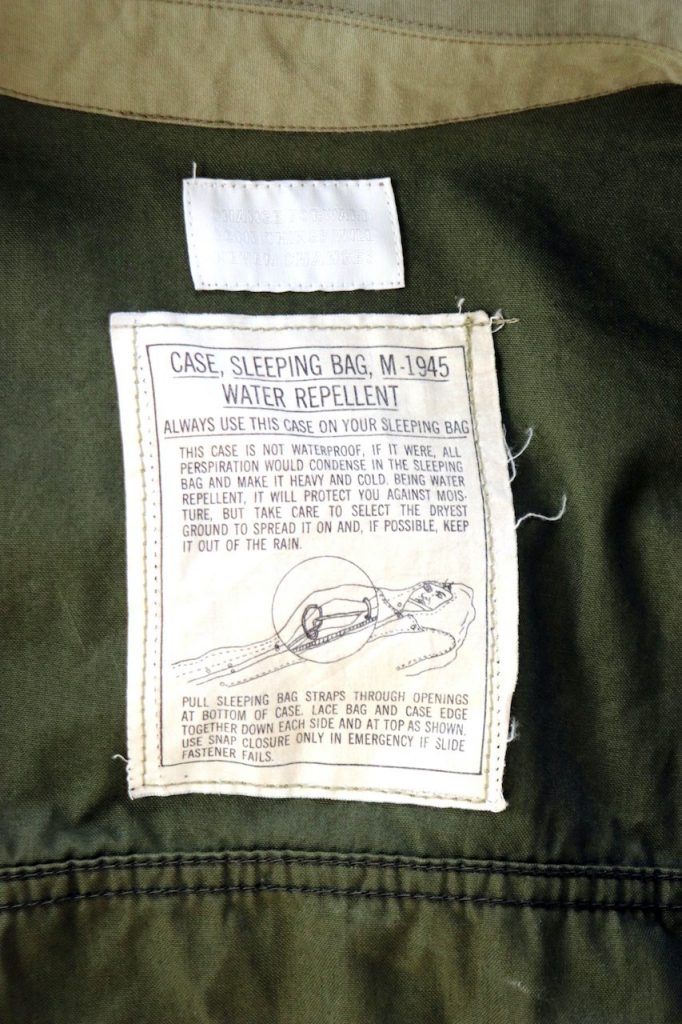 CASE, SLEEPING BAG, M-1945
WATER REPELLENT
ALWAYS USE THIS CASE ON YOUR SLEEPING BAG
THIS CASE IS NOT WATERPROOF, IF IT WERE, ALL
PERSPIRATION WOULD CONDENSE IN THE SLEEPING
BAG AND MAKE IT HEAVY AND COLD. BEING WATER
REPELLENT, IT WILL PROTECT YOU AGAINST MOIS-
TURE, BUT TAKE CARE TO SELECT THE DRYEST
GROUND TO SPREAD IT ON AND, IF POSSIBLE, KEEP
IT OUT OF THE RAIN.
PULL SLEEPING BAG STRAPS THROUGH OPENINGS
AT BOTTOM OF CASE. LACE BAG AND CASE EDGE
TOGETHER DOWN EACH SIDE AND AT TOP AS SHOWN.
USE SNAP CLOSURE ONLY IN EMERGENCY IF SLIDE
FASTENER FAILS.